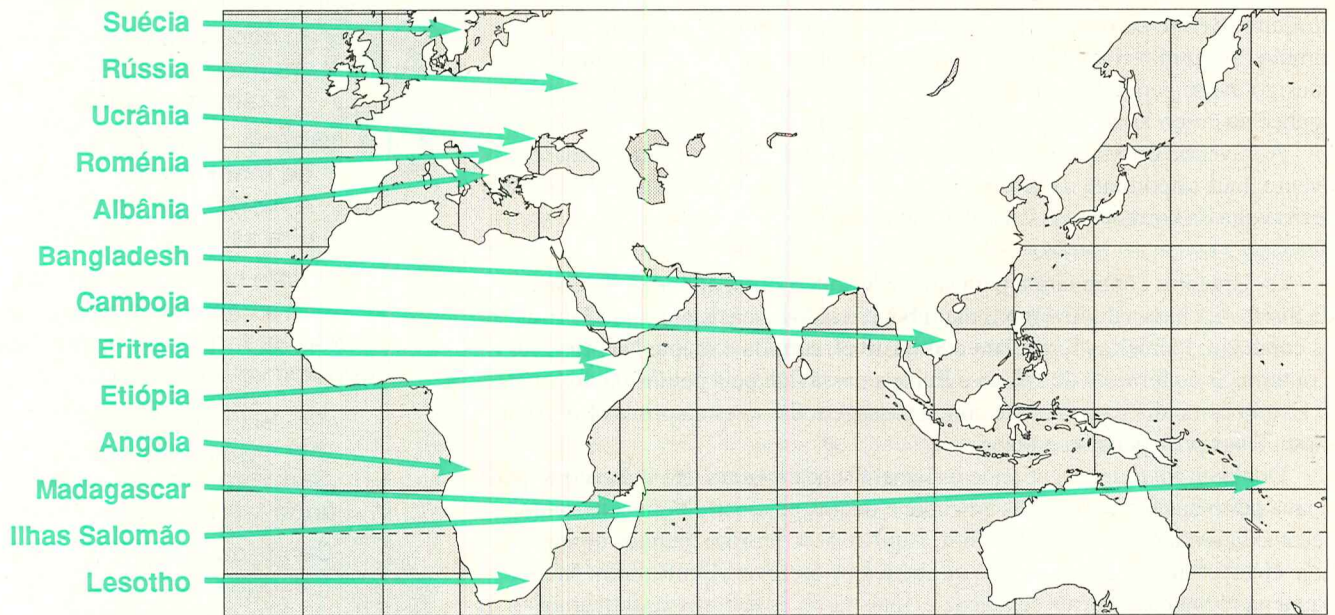 Suécia
Rússia
Ucrânia
Roménia
Albânia
Bangladesh
Camboja
Eritreia
Etiópia
Angola
Madagascar
Ilhas Salomão
Lesotho